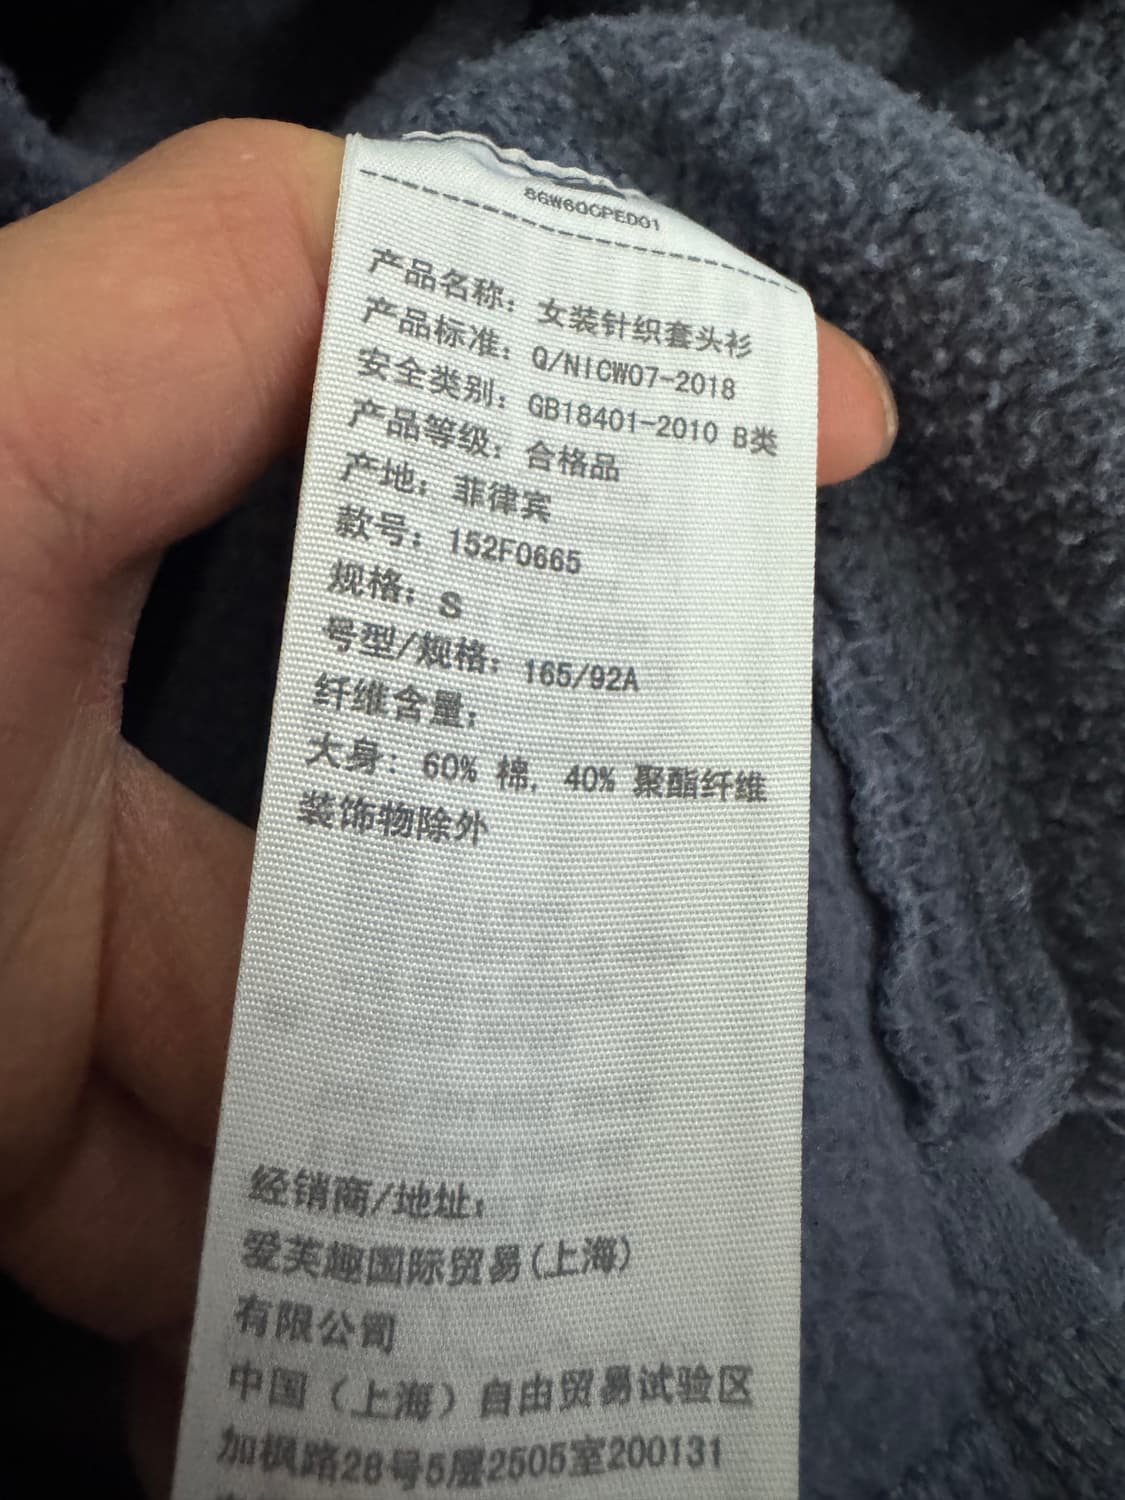 8GW60CPED01
产品名称：女装针织套头衫
产品标准：Q/NICW07-2018
安全类别：GB18401-2010 B类
产品等级：合格品
产地：菲律宾
款号：152F0665
规格：S
号型/规格：165/92A
纤维含量：
大身：60% 棉, 40% 聚酯纤维
装饰物除外
经销商/地址：
爱芙趣国际贸易(上海)
有限公司
中国（上海）自由贸易试验区
加枫路28号5层2505室200131